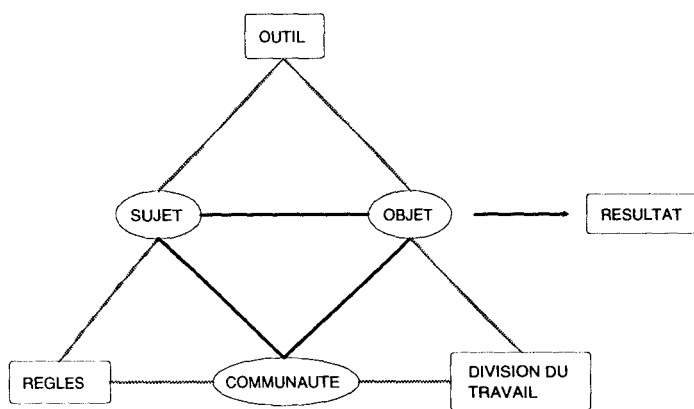 OUTIL
SUJET
OBJET
RESULTAT
REGLES
COMMUNAUTE
DIVISION DU
TRAVAIL